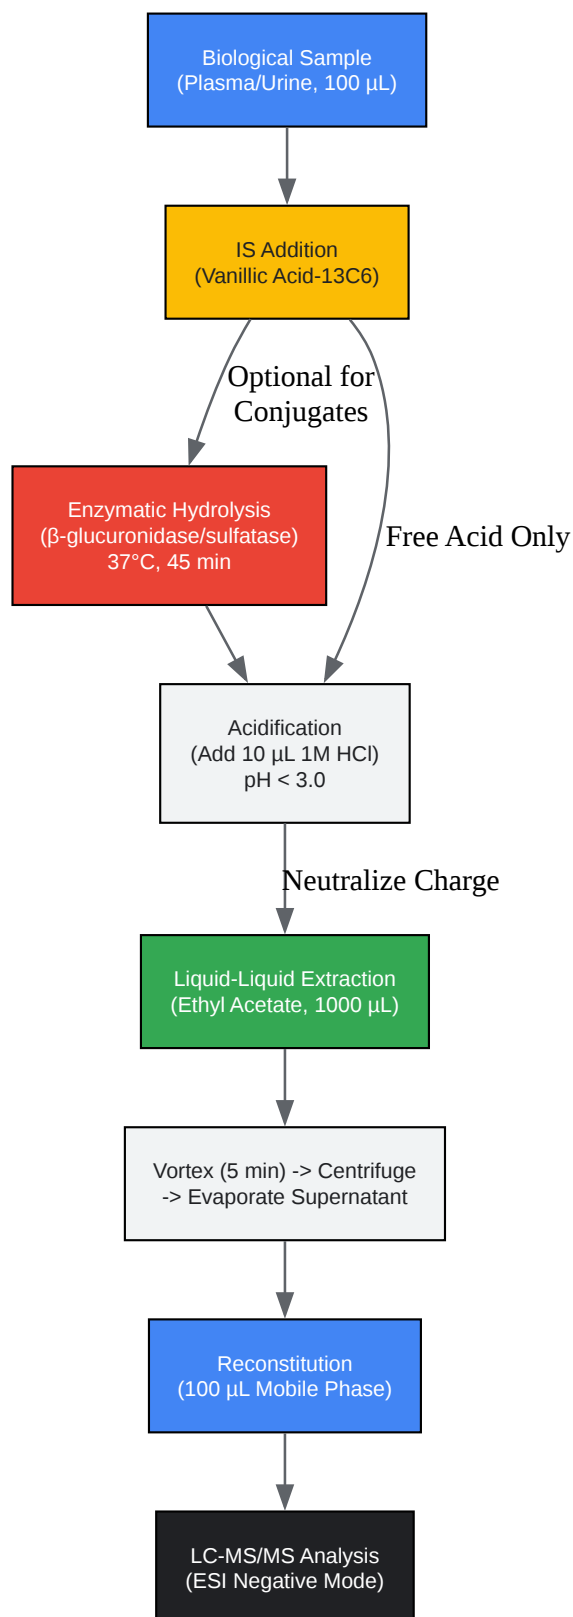 Biological Sample
(Plasma/Urine, 100 µL)
IS Addition
(Vanillic Acid-13C6)
Optional for
Conjugates
Enzymatic Hydrolysis
(β-glucuronidase/sulfatase)
37°C, 45 min
Free Acid Only
Acidification
(Add 10 µL 1M HCl)
pH < 3.0
Neutralize Charge
Liquid-Liquid Extraction
(Ethyl Acetate, 1000 µL)
Vortex (5 min) -> Centrifuge
-> Evaporate Supernatant
Reconstitution
(100 µL Mobile Phase)
LC-MS/MS Analysis
(ESI Negative Mode)